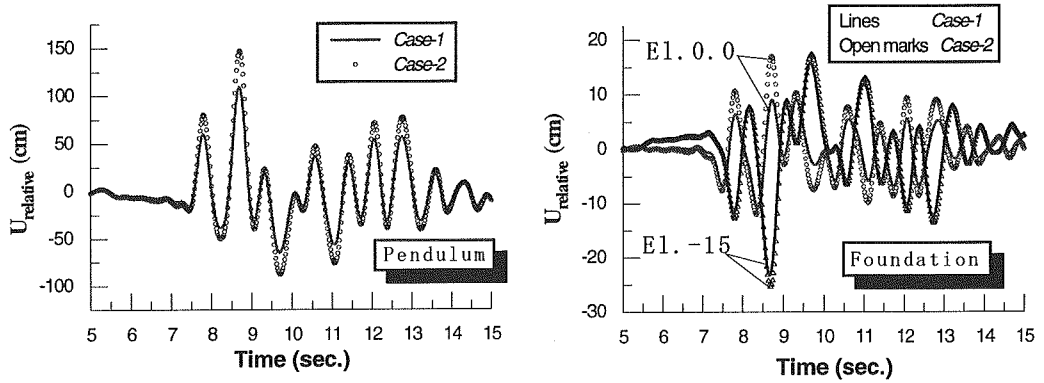 150
100
50
0
-50
-100
U relative (cm)
Case-1
Case-2
Pendulum
5 6 7 8 9 10 11 12 13 14 15
Time (sec.)
Lines Case-1
Open marks Case-2
20
10
0
-10
-20
-30
U relative (cm)
El.0.0
El.-15
Foundation
5 6 7 8 9 10 11 12 13 14 15
Time (sec.)